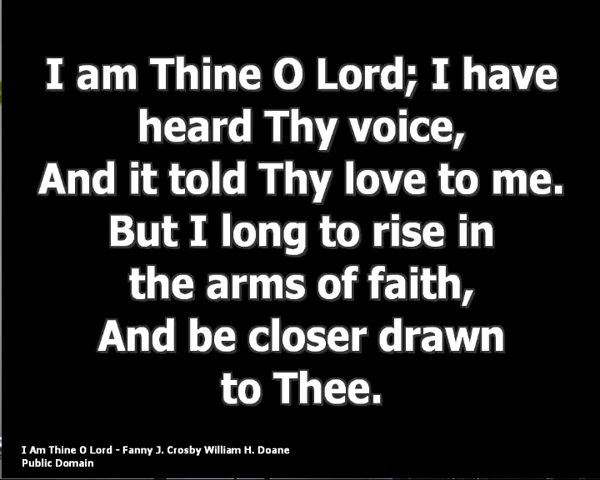 I am Thine O Lord; I have
heard Thy voice,
And it told Thy love to me.
But I long to rise in
the arms of faith,
And be closer drawn
to Thee.
I Am Thine O Lord - Fanny J. Crosby William H. Doane
Public Domain